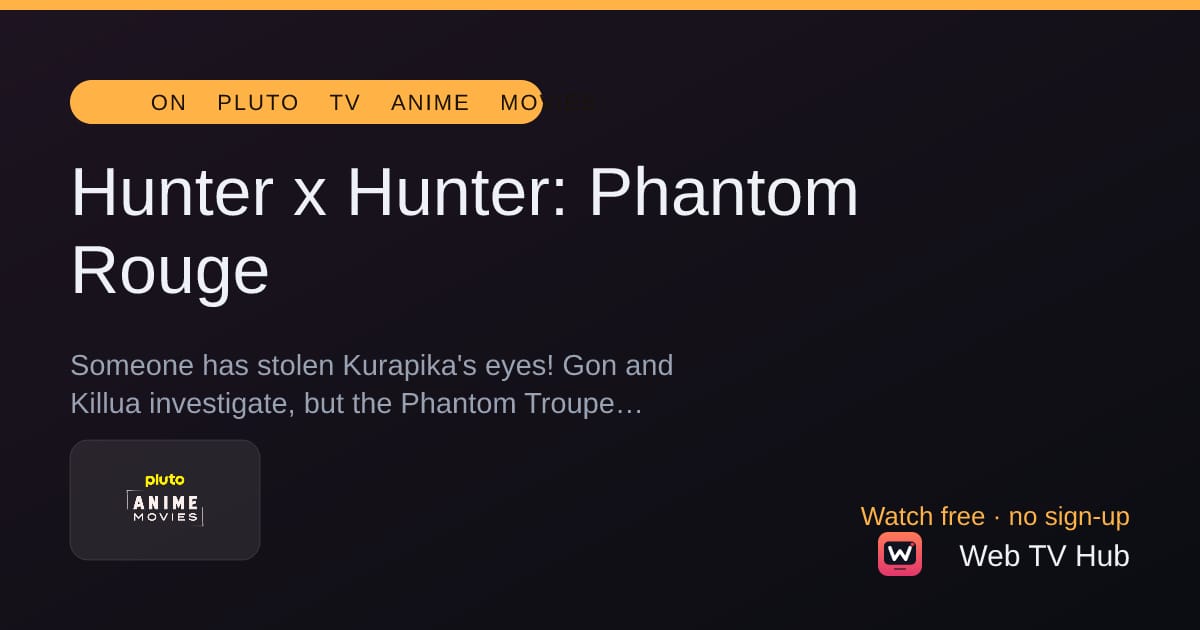 ON PLUTO TV ANIME MOVIES
Hunter x Hunter: Phantom
Rouge
Someone has stolen Kurapika's eyes! Gon and
Killua investigate, but the Phantom Troupe…
pluto
ANIME
MOVIES
Watch free · no sign-up
W
Web TV Hub